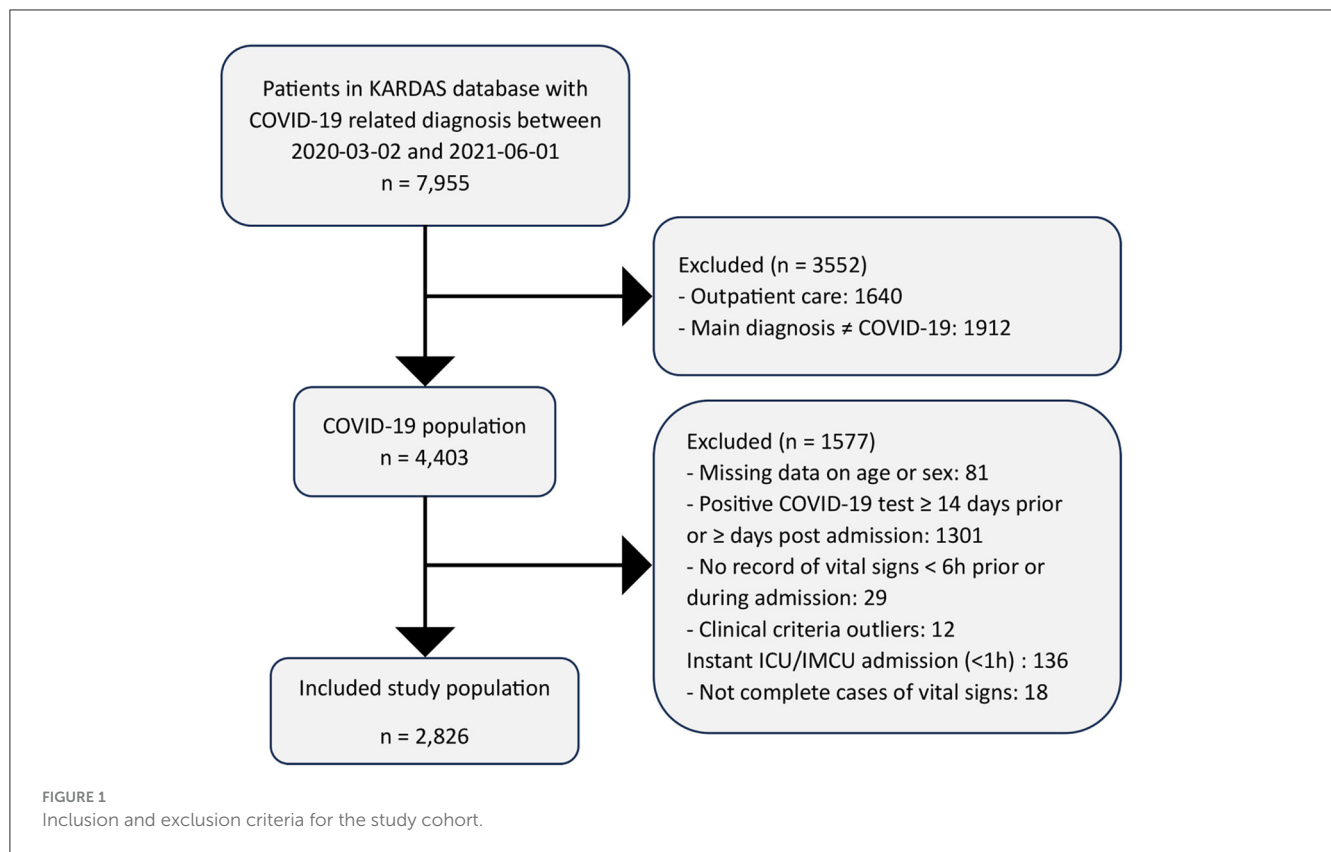 Patients in KARDAS database with
COVID-19 related diagnosis between
2020-03-02 and 2021-06-01
n = 7,955
Excluded (n = 3552)
- Outpatient care: 1640
- Main diagnosis ≠ COVID-19: 1912
COVID-19 population
n = 4,403
Excluded (n = 1577)
- Missing data on age or sex: 81
- Positive COVID-19 test ≥ 14 days prior
or ≥ days post admission: 1301
- No record of vital signs < 6h prior or
during admission: 29
- Clinical criteria outliers: 12
Instant ICU/IMCU admission (<1h) : 136
- Not complete cases of vital signs: 18
Included study population
n = 2,826
FIGURE 1
Inclusion and exclusion criteria for the study cohort.